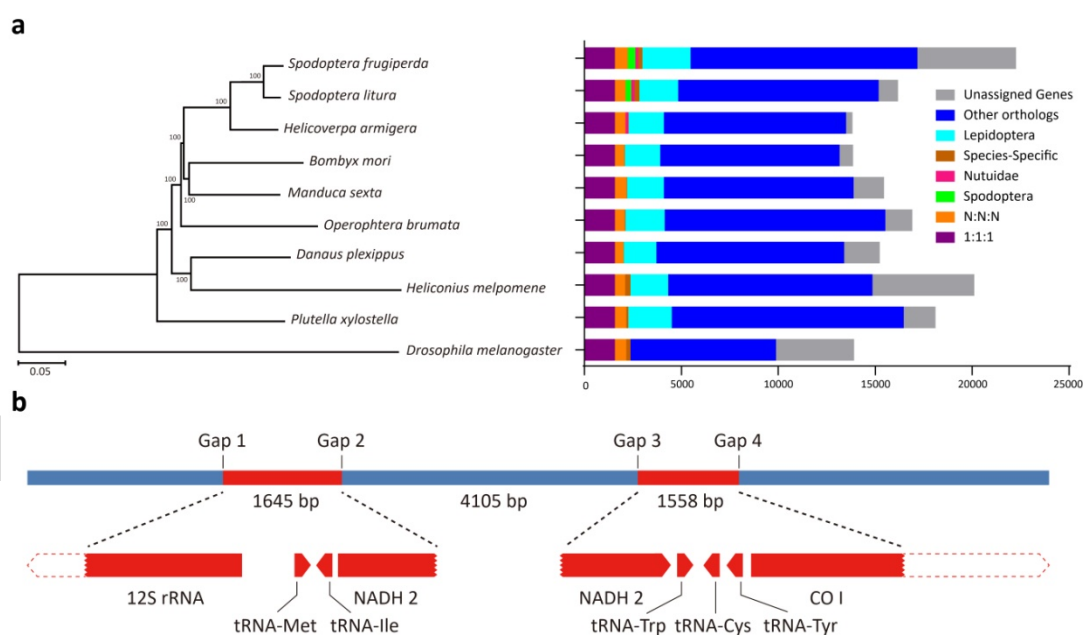 a
Spodoptera frugiperda
Spodoptera litura
Helicoverpa armigera
Bombyx mori
Manduca sexta
Operophtera brumata
Danaus plexippus
Heliconius melpomene
Plutella xylostella
Drosophila melanogaster
100
100
100
100
100
100
100
100
0.05
Unassigned Genes
Other orthologs
Lepidoptera
Species-Specific
Nutuidae
Spodoptera
N:N:N
1:1:1
0 5000 10000 15000 20000 25000
b
Gap 1 Gap 2 Gap 3 Gap 4
1645 bp 4105 bp 1558 bp
12S rRNA NADH 2 NADH 2 CO I
tRNA-Met tRNA-Ile tRNA-Trp tRNA-Cys tRNA-Tyr